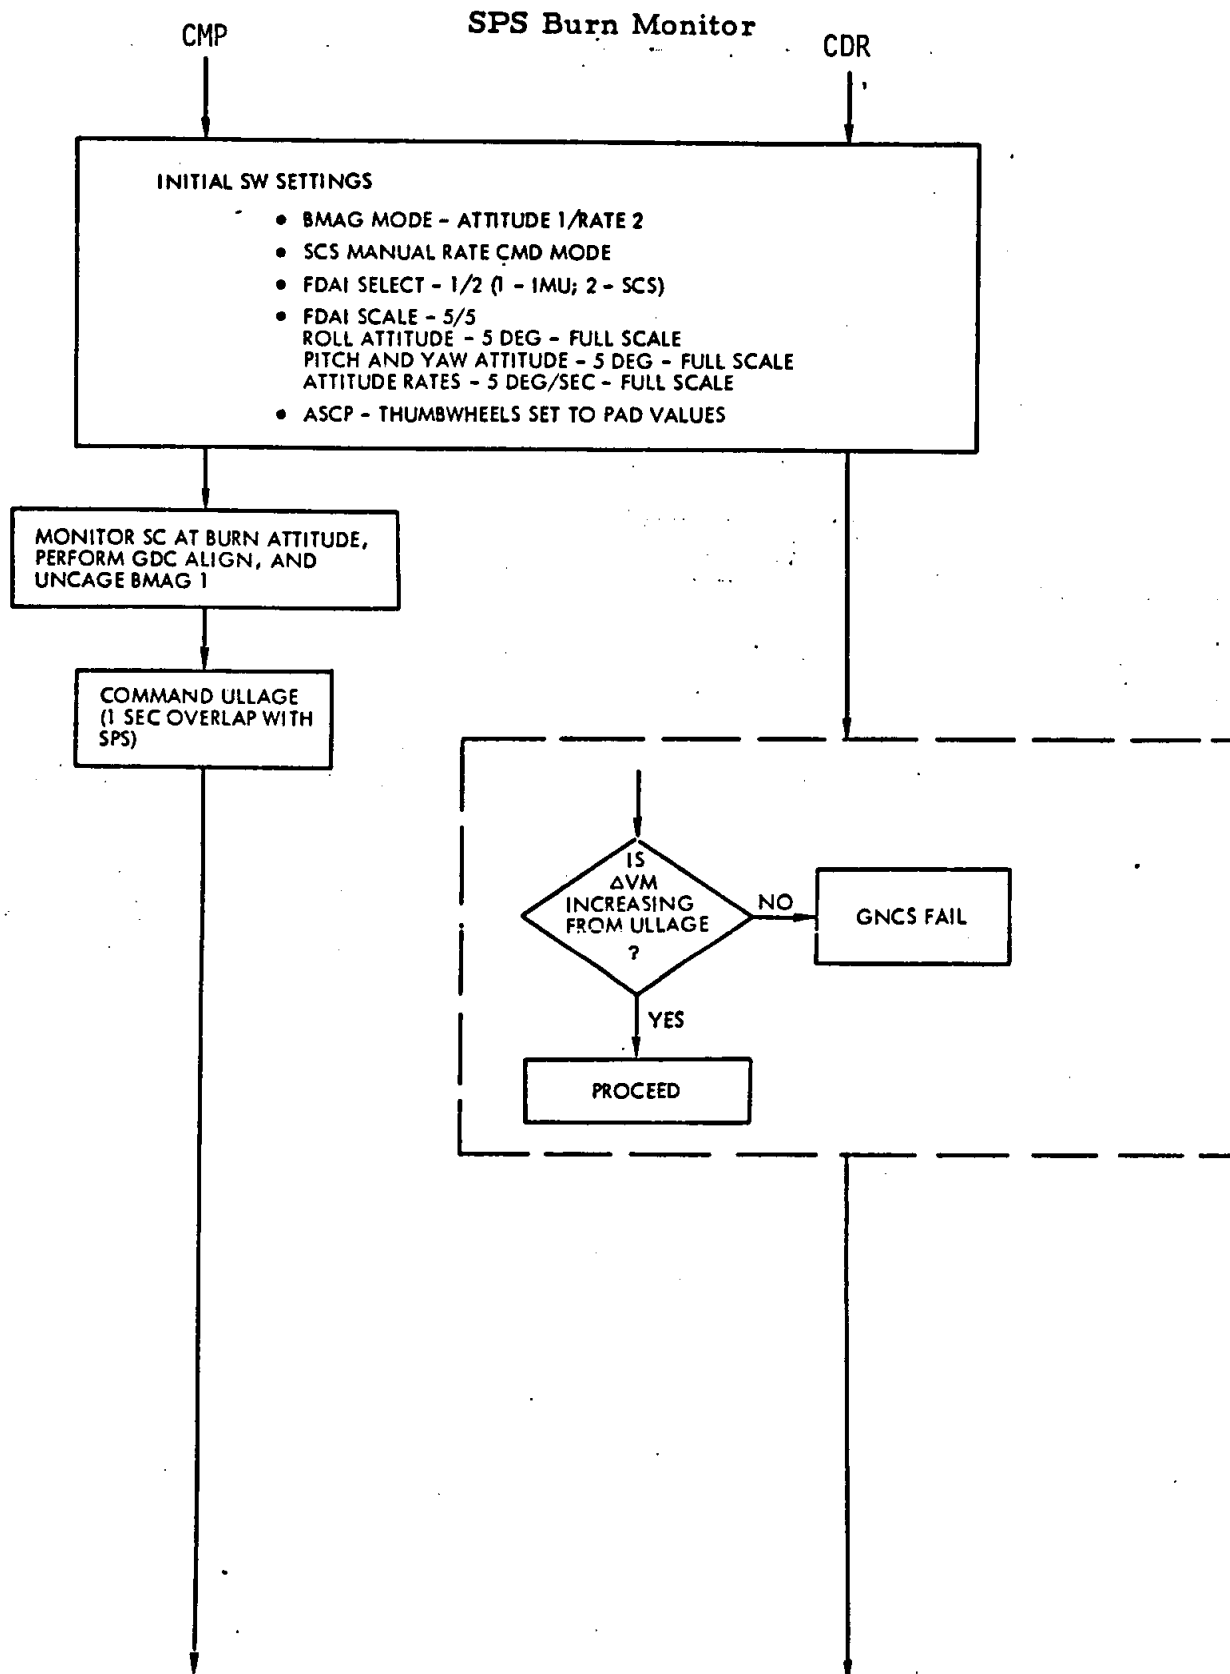 SPS Burn Monitor
CMP
CDR
INITIAL SW SETTINGS
• BMAG MODE - ATTITUDE 1/RATE 2
• SCS MANUAL RATE CMD MODE
• FDAI SELECT - 1/2 (1 - IMU; 2 - SCS)
• FDAI SCALE - 5/5
ROLL ATTITUDE - 5 DEG - FULL SCALE
PITCH AND YAW ATTITUDE - 5 DEG - FULL SCALE
ATTITUDE RATES - 5 DEG/SEC - FULL SCALE
• ASCP - THUMBWHEELS SET TO PAD VALUES
MONITOR SC AT BURN ATTITUDE,
PERFORM GDC ALIGN, AND
UNCAGE BMAG 1
COMMAND ULLAGE
(1 SEC OVERLAP WITH
SPS)
IS
ΔVM
INCREASING
FROM ULLAGE
?
NO
GNCS FAIL
YES
PROCEED